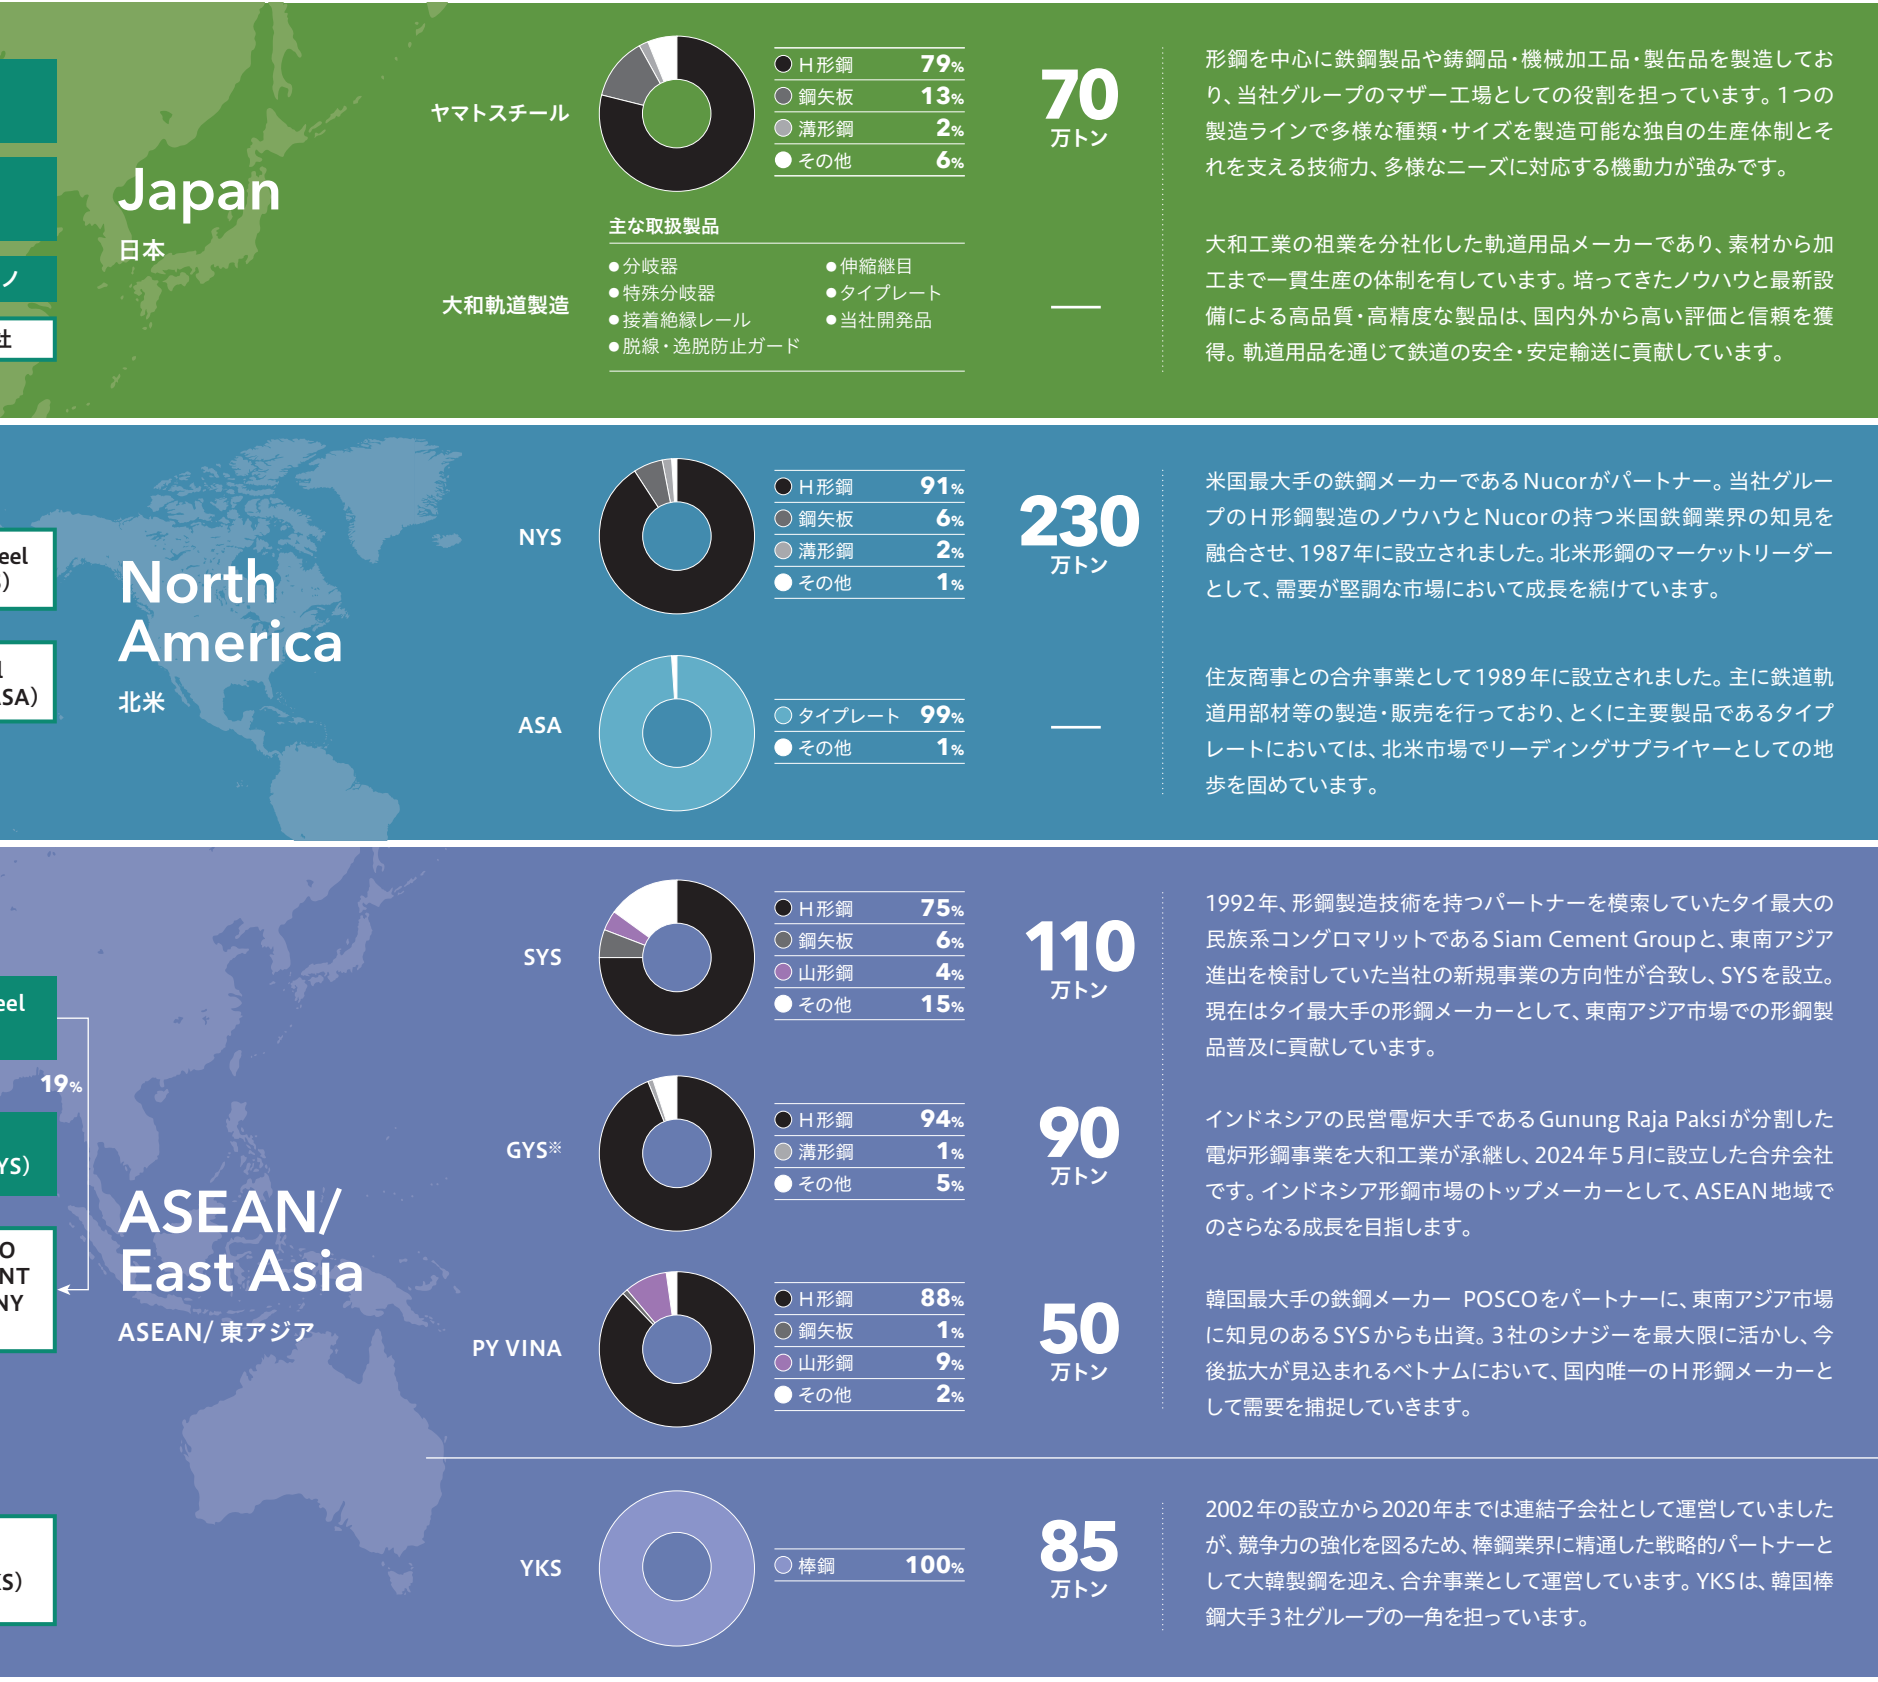 ノ
社
Japan
日本
ヤマトスチール
H形鋼 79%
鋼矢板 13%
溝形鋼 2%
その他 6%
70
万トン
形鋼を中心に鉄鋼製品や鋳鋼品・機械加工品・製缶品を製造してお
り、当社グループのマザー工場としての役割を担っています。1つの
製造ラインで多様な種類・サイズを製造可能な独自の生産体制とそ
れを支える技術力、多様なニーズに対応する機動力が強みです。
大和軌道製造
主な取扱製品
●分岐器 ●伸縮継目
●特殊分岐器 ●タイプレート
●接着絶縁レール ●当社開発品
●脱線・逸脱防止ガード
—
大和工業の祖業を分社化した軌道用品メーカーであり、素材から加
工まで一貫生産の体制を有しています。培ってきたノウハウと最新設
備による高品質・高精度な製品は、国内外から高い評価と信頼を獲
得。軌道用品を通じて鉄道の安全・安定輸送に貢献しています。
eel
)
l
SA)
North
America
北米
NYS
H形鋼 91%
鋼矢板 6%
溝形鋼 2%
その他 1%
230
万トン
米国最大手の鉄鋼メーカーであるNucorがパートナー。当社グルー
プのH形鋼製造のノウハウとNucorの持つ米国鉄鋼業界の知見を
融合させ、1987年に設立されました。北米形鋼のマーケットリーダー
として、需要が堅調な市場において成長を続けています。
ASA
タイプレート 99%
その他 1%
—
住友商事との合弁事業として1989年に設立されました。主に鉄道軌
道用部材等の製造・販売を行っており、とくに主要製品であるタイプ
レートにおいては、北米市場でリーディングサプライヤーとしての地
歩を固めています。
eel
19%
YS)
O
NT
NY
S)
ASEAN/
East Asia
ASEAN/ 東アジア
SYS
H形鋼 75%
鋼矢板 6%
山形鋼 4%
その他 15%
110
万トン
1992年、形鋼製造技術を持つパートナーを模索していたタイ最大の
民族系コングロマリットであるSiam Cement Groupと、東南アジア
進出を検討していた当社の新規事業の方向性が合致し、SYSを設立。
現在はタイ最大手の形鋼メーカーとして、東南アジア市場での形鋼製
品普及に貢献しています。
GYS※
H形鋼 94%
溝形鋼 1%
その他 5%
90
万トン
インドネシアの民営電炉大手であるGunung Raja Paksiが分割した
電炉形鋼事業を大和工業が承継し、2024年5月に設立した合弁会社
です。インドネシア形鋼市場のトップメーカーとして、ASEAN地域で
のさらなる成長を目指します。
PY VINA
H形鋼 88%
鋼矢板 1%
山形鋼 9%
その他 2%
50
万トン
韓国最大手の鉄鋼メーカー POSCOをパートナーに、東南アジア市場
に知見のあるSYSからも出資。3社のシナジーを最大限に活かし、今
後拡大が見込まれるベトナムにおいて、国内唯一のH形鋼メーカーと
して需要を捕捉していきます。
YKS
棒鋼 100%
85
万トン
2002年の設立から2020年までは連結子会社として運営していました
が、競争力の強化を図るため、棒鋼業界に精通した戦略的パートナーと
して大韓製鋼を迎え、合弁事業として運営しています。YKSは、韓国棒
鋼大手3社グループの一角を担っています。